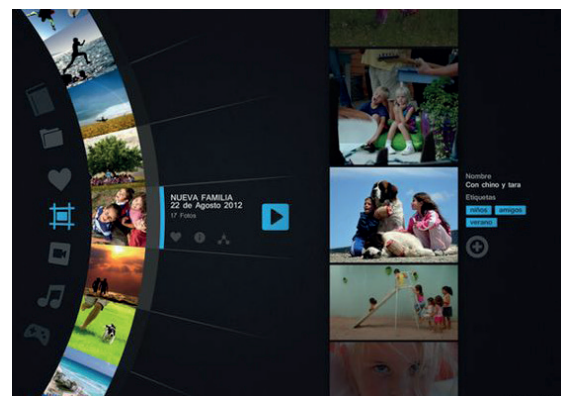 NUEVA FAMILIA
22 de Agosto 2012
17 Fotos
Nombre
Con chino y tara
Etiquetas
niños amigos
verano